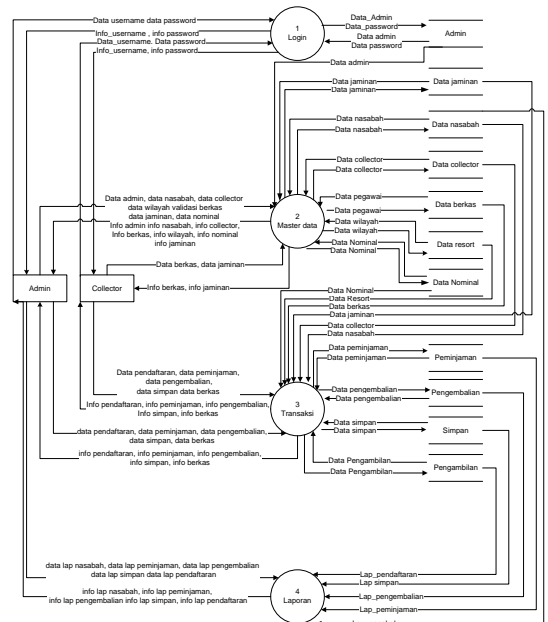 Data username data password
Info_username , info password
Data_username. Data password
Info_username, info password
1
Login
Data_Admin
Data_password
Data admin
Data password
Admin
Data admin
Data jaminan
Data jaminan
Data jaminan
Data nasabah
Data nasabah
Data nasabah
Data collector
Data collector
Data collector
Data admin, data nasabah, data collector
data wilayah validasi berkas
data jaminan, data nominal
Info admin info nasabah, info collector,
Info berkas, info wilayah, info nominal
info jaminan
2
Master data
Data pegawai
Data pegawai
Data berkas
Data wilayah
Data wilayah
Data resort
Data Nominal
Data Nominal
Data Nominal
Data berkas, data jaminan
Info berkas, info jaminan
Admin
Collector
Data Nominal
Data Resort
Data berkas
Data jaminan
Data collector
Data nasabah
Data peminjaman
Data peminjaman
Peminjaman
Data pendaftaran, data peminjaman,
data pengembalian,
data simpan data berkas
Info pendaftaran, info peminjaman, info pengembalian,
Info simpan, info berkas
3
Transaksi
Data pengembalian
Data pengembalian
Pengembalian
data pendaftaran, data peminjaman, data pengembalian,
data simpan, data berkas
Data simpan
Data simpan
Simpan
info pendaftaran, info peminjaman, info pengembalian,
info simpan, info berkas
Data Pengambilan
Data Pengambilan
Pengambilan
data lap nasabah, data lap peminjaman, data lap pengembalian
data lap simpan data lap pendaftaran
info lap nasabah, info lap peminjaman,
info lap pengembalian info lap simpan, info lap pendaftaran
4
Laporan
Lap_pendaftaran
Lap simpan
Lap_pengembalian
Lap_peminjaman